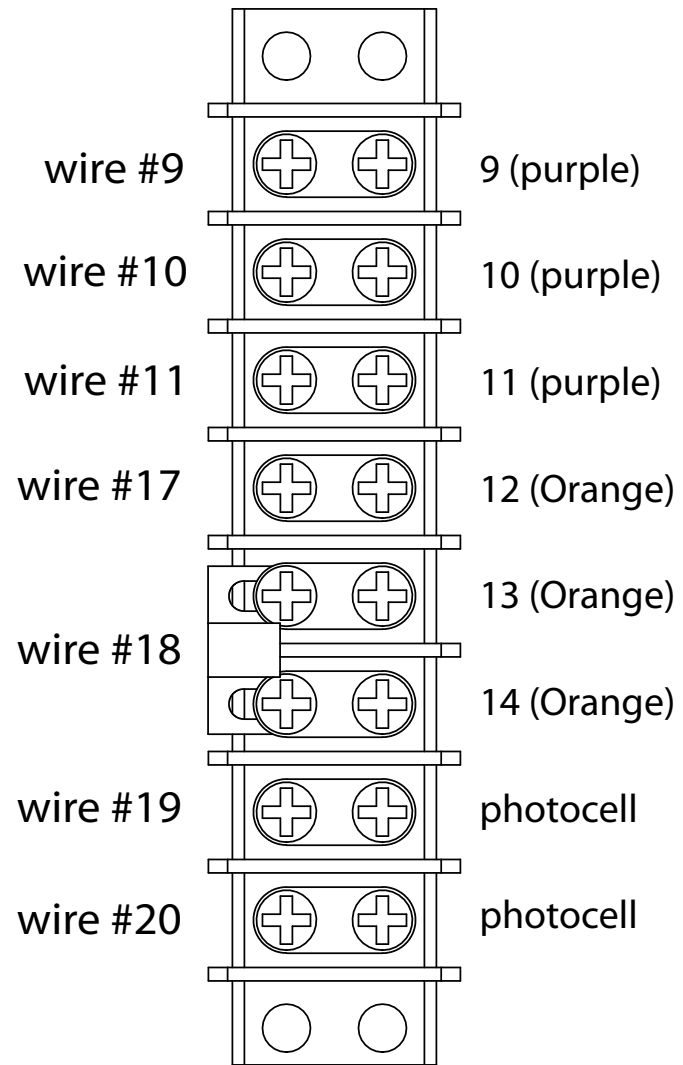 wire #9 9 (purple)
wire #10 10 (purple)
wire #11 11 (purple)
wire #17 12 (Orange)
13 (Orange)
wire #18
14 (Orange)
wire #19 photocell
wire #20 photocell